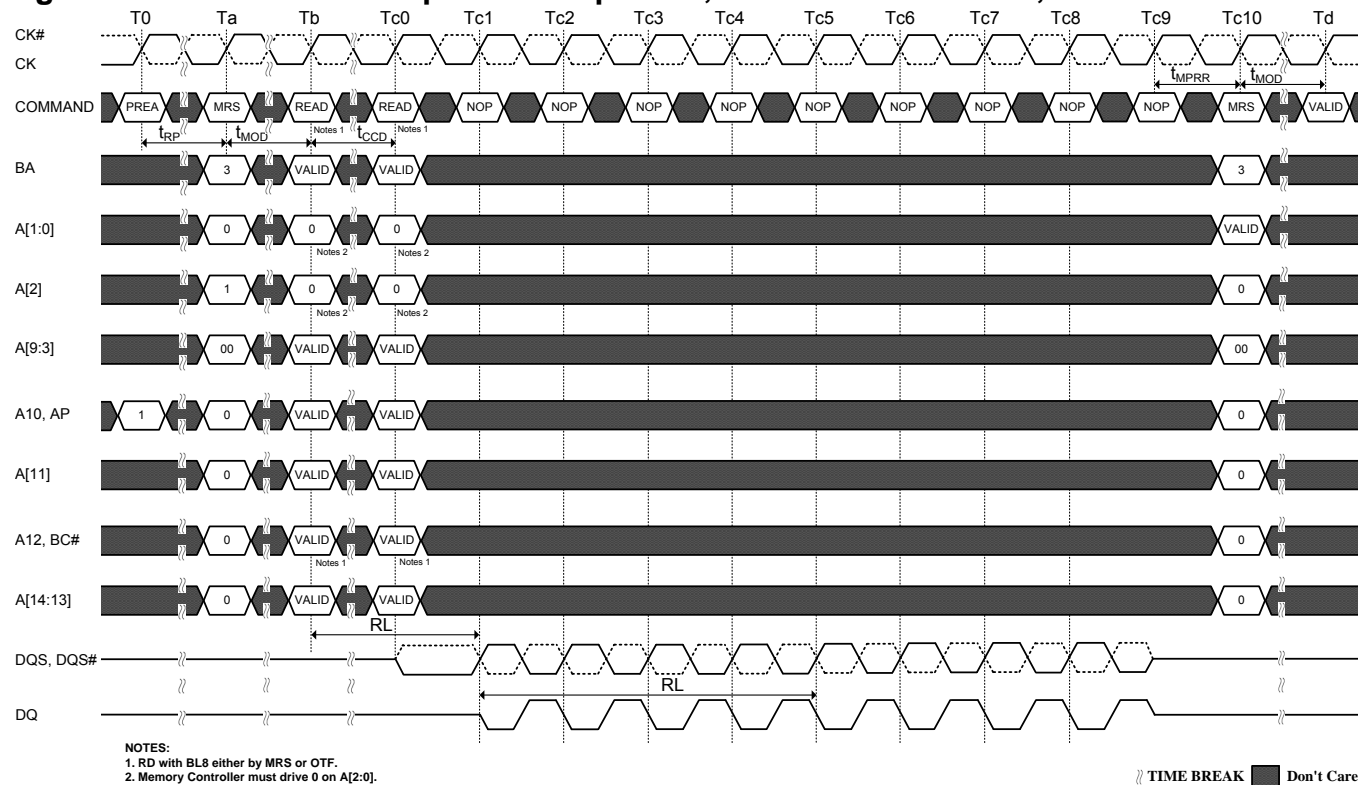 T0 Ta Tb Tc0 Tc1 Tc2 Tc3 Tc4 Tc5 Tc6 Tc7 Tc8 Tc9 Tc10 Td
CK#
CK
tMPRR tMOD
COMMAND PREA MRS READ READ NOP NOP NOP NOP NOP NOP NOP NOP NOP MRS VALID
Notes 1 Notes 1
tRP tMOD tCCD
BA 3 VALID VALID 3
A[1:0] 0 0 0 VALID
Notes 2 Notes 2
A[2] 1 0 0 0
Notes 2 Notes 2
A[9:3] 00 VALID VALID 00
A10, AP 1 0 VALID VALID 0
A[11] 0 VALID VALID 0
A12, BC# 0 VALID VALID 0
Notes 1 Notes 1
A[14:13] 0 VALID VALID 0
RL
DQS, DQS#
RL
DQ
NOTES:
1. RD with BL8 either by MRS or OTF.
2. Memory Controller must drive 0 on A[2:0].
TIME BREAK Don't Care